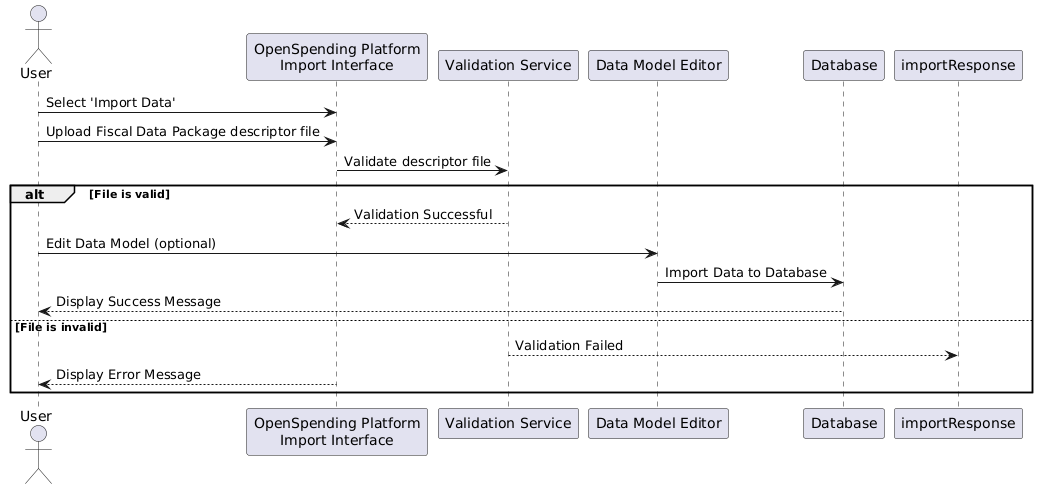 User
OpenSpending Platform
Import Interface
Validation Service
Data Model Editor
Database
importResponse
Select 'Import Data'
Upload Fiscal Data Package descriptor file
Validate descriptor file
alt
[File is valid]
Validation Successful
Edit Data Model (optional)
Import Data to Database
Display Success Message
[File is invalid]
Validation Failed
Display Error Message
User
OpenSpending Platform
Import Interface
Validation Service
Data Model Editor
Database
importResponse